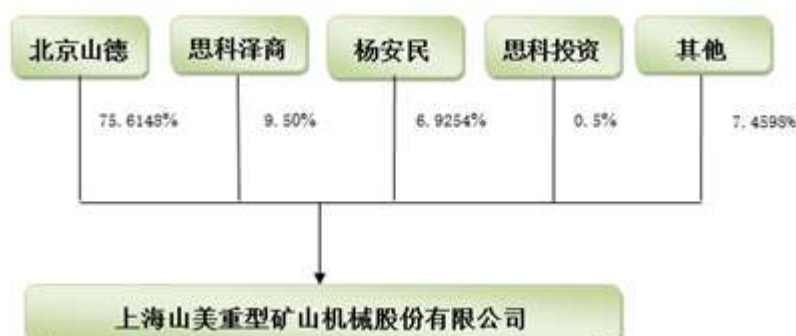 北京山德 思科泽商 杨安民 思科投资 其他
75.6148% 9.50% 6.9254% 0.5% 7.4598%
上海山美重型矿山机械股份有限公司